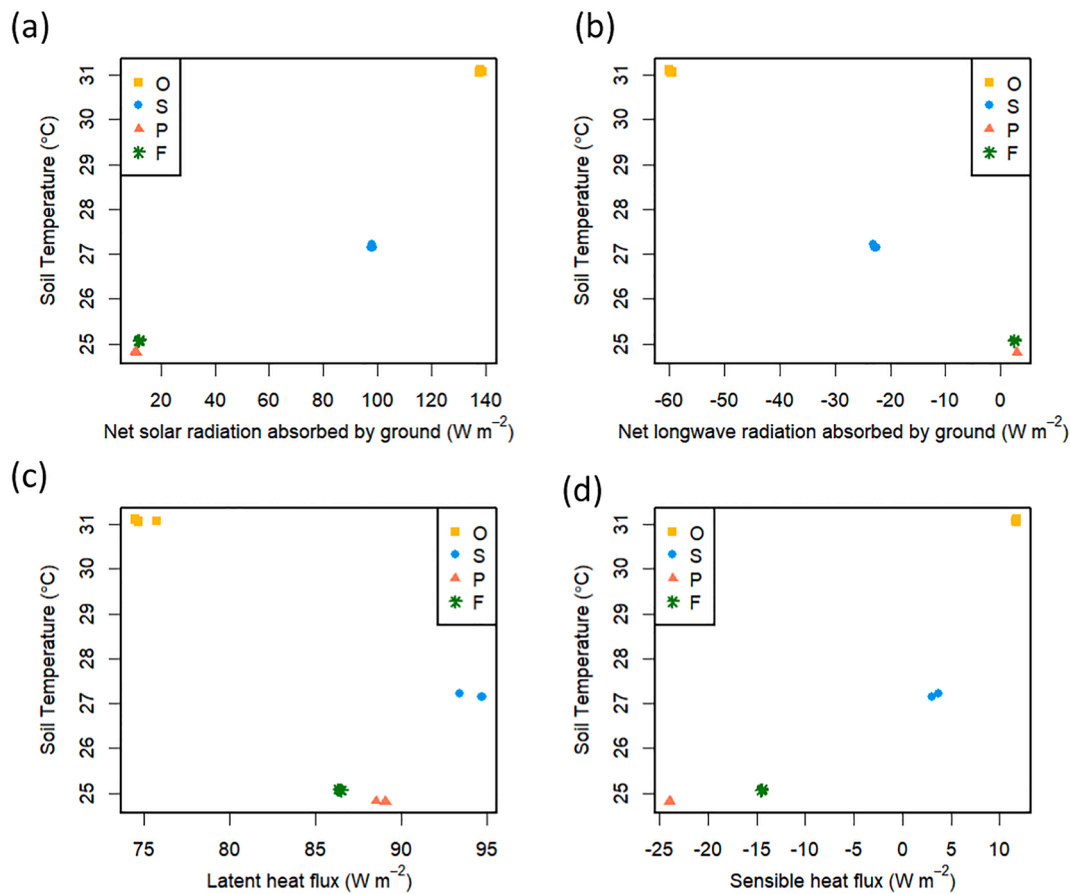 (a)
Soil Temperature (°C)
31
30
29
28
27
26
25
O
S
P
F
20 40 60 80 100 120 140
Net solar radiation absorbed by ground (W m⁻²)
(b)
Soil Temperature (°C)
31
30
29
28
27
26
25
O
S
P
F
-60 -50 -40 -30 -20 -10 0
Net longwave radiation absorbed by ground (W m⁻²)
(c)
Soil Temperature (°C)
31
30
29
28
27
26
25
O
S
P
F
75 80 85 90 95
Latent heat flux (W m⁻²)
(d)
Soil Temperature (°C)
31
30
29
28
27
26
25
O
S
P
F
-25 -20 -15 -10 -5 0 5 10
Sensible heat flux (W m⁻²)